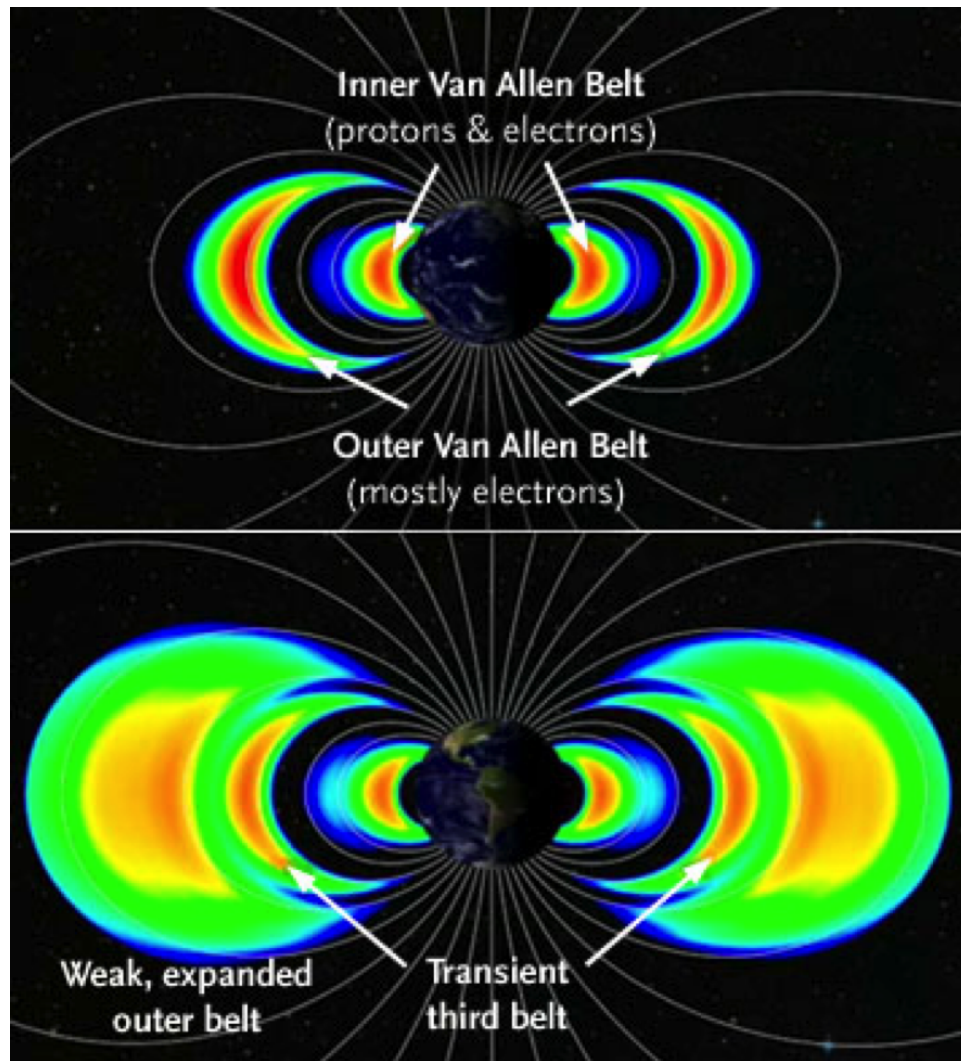 Inner Van Allen Belt
(protons & electrons)
Outer Van Allen Belt
(mostly electrons)
Weak, expanded
outer belt
Transient
third belt